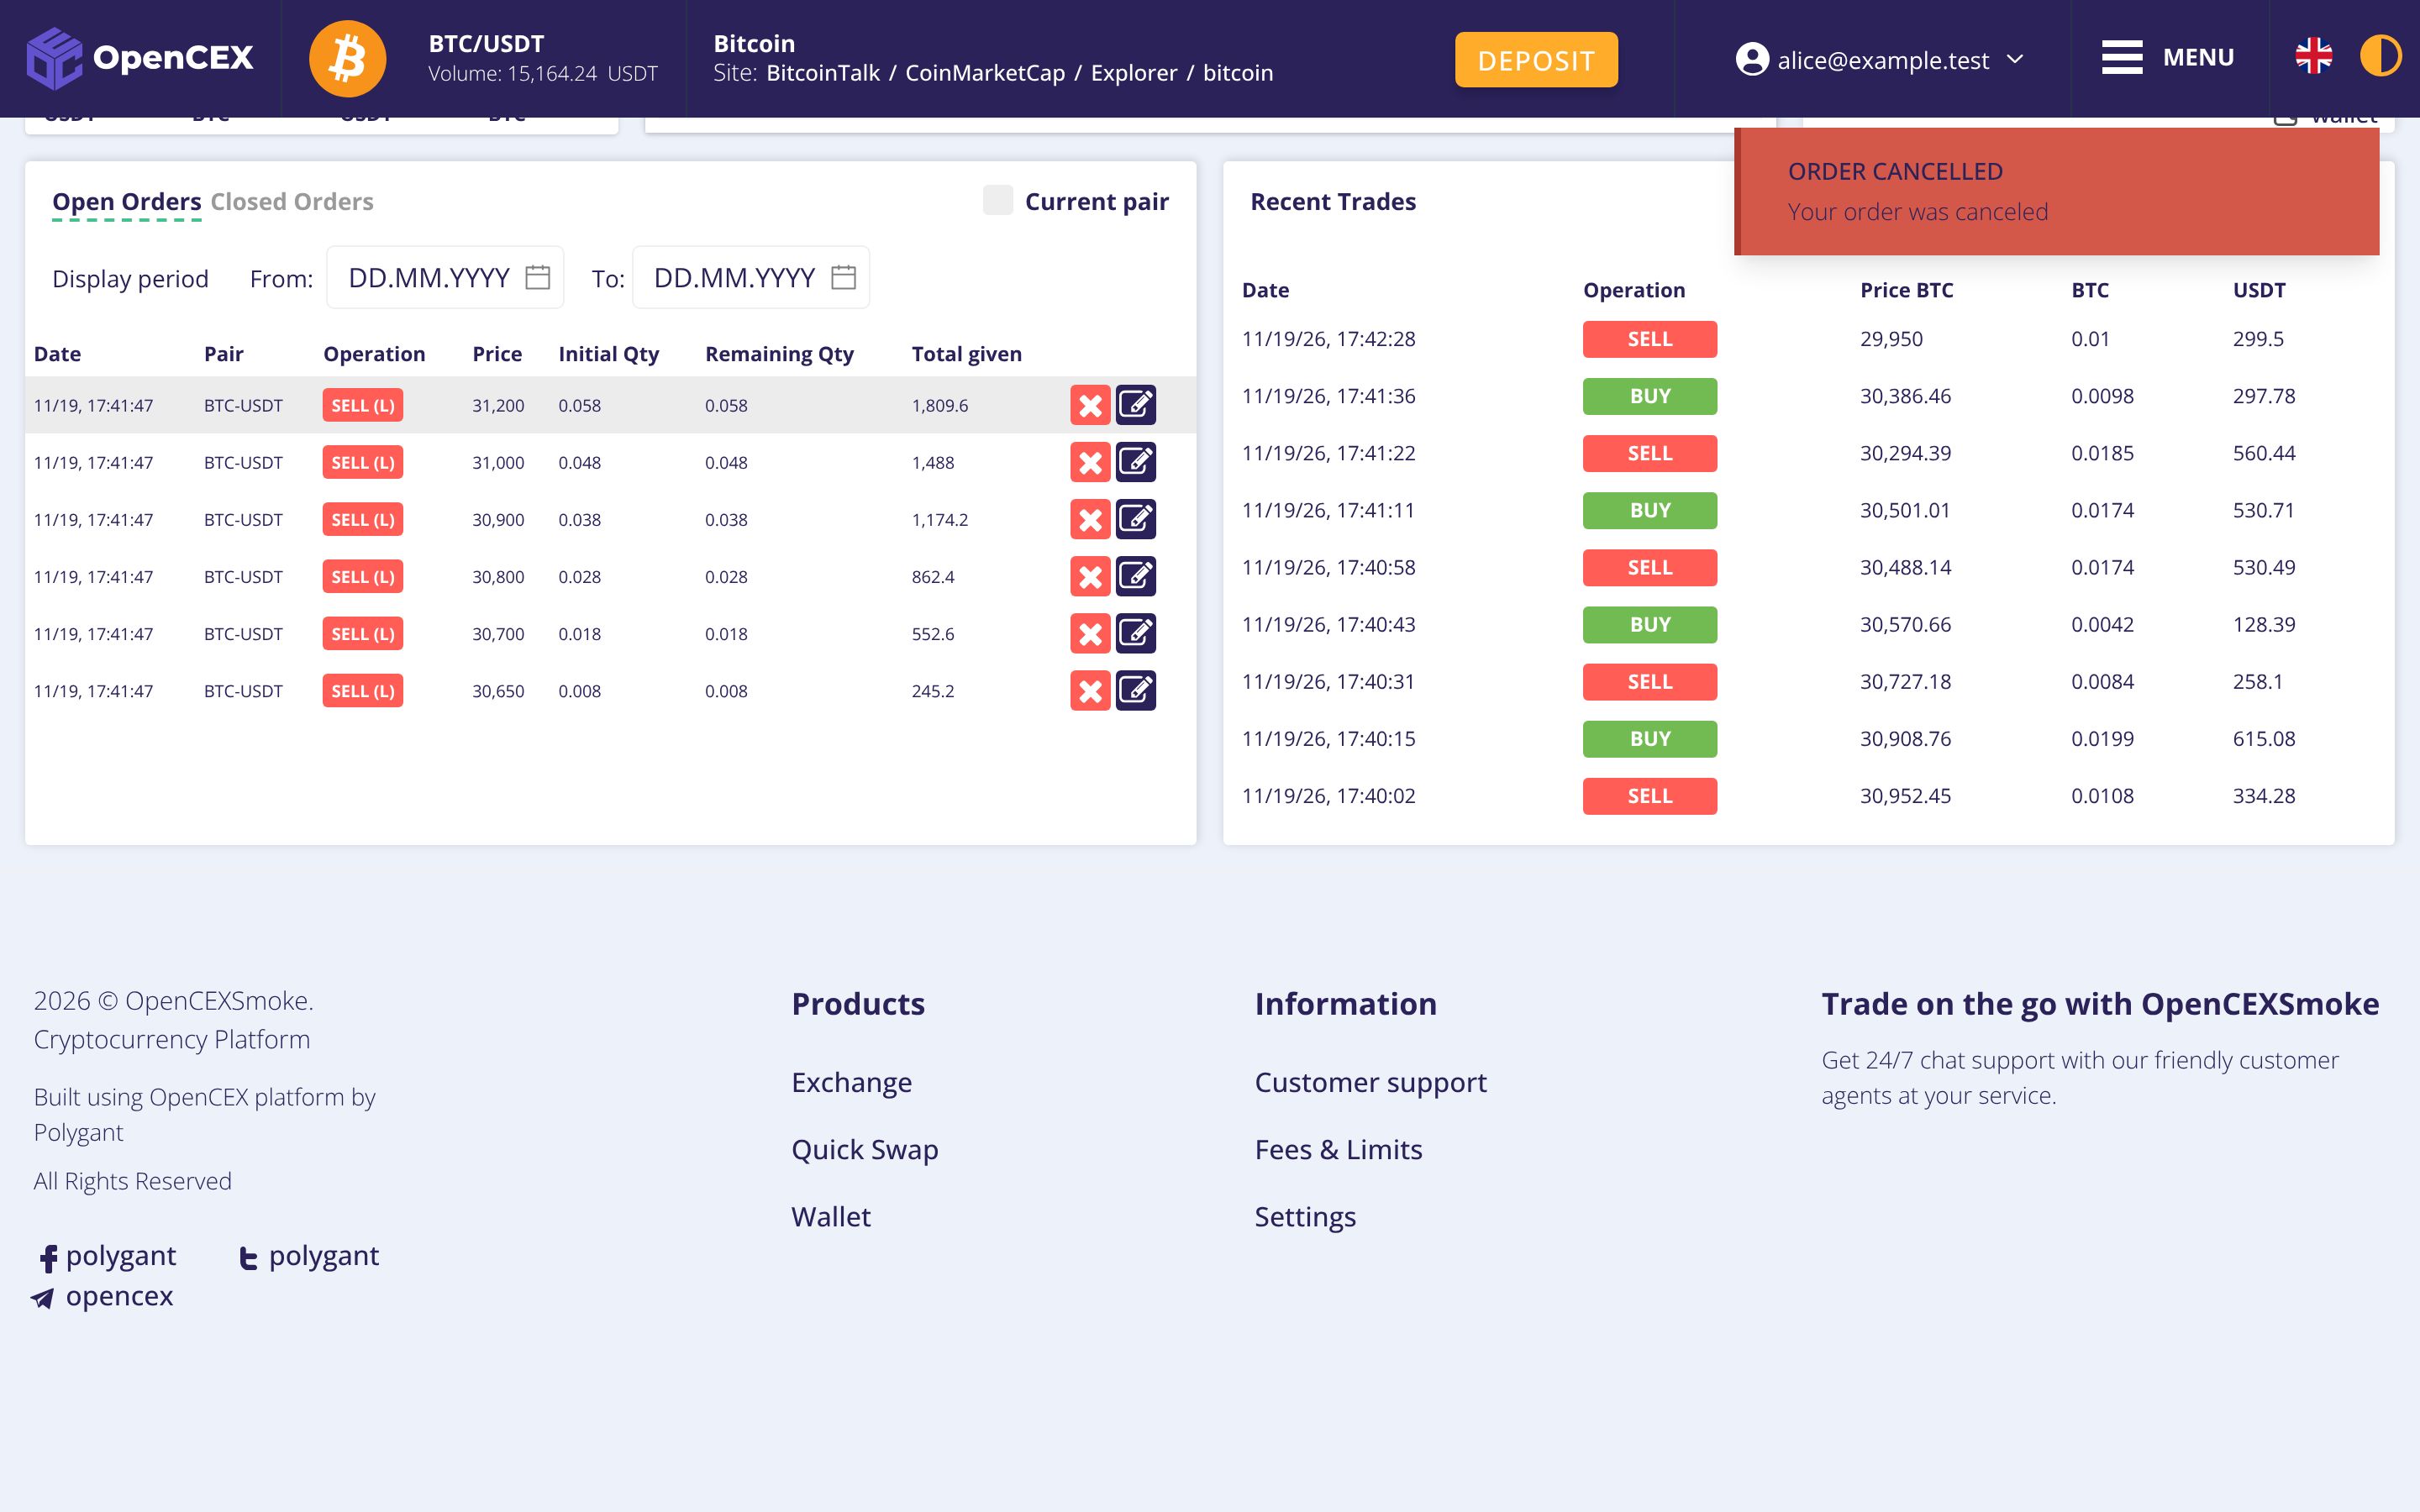 OpenCEX
BTC/USDT
Volume: 15,164.24 USDT
Bitcoin
Site: BitcoinTalk / CoinMarketCap / Explorer / bitcoin
DEPOSIT
alice@example.test
MENU
USDT BTC USDT BTC
wallet
ORDER CANCELLED
Your order was canceled
Open Orders Closed Orders
Current pair
Display period From: DD.MM.YYYY To: DD.MM.YYYY
Date Pair Operation Price Initial Qty Remaining Qty Total given
11/19, 17:41:47 BTC-USDT SELL (L) 31,200 0.058 0.058 1,809.6
11/19, 17:41:47 BTC-USDT SELL (L) 31,000 0.048 0.048 1,488
11/19, 17:41:47 BTC-USDT SELL (L) 30,900 0.038 0.038 1,174.2
11/19, 17:41:47 BTC-USDT SELL (L) 30,800 0.028 0.028 862.4
11/19, 17:41:47 BTC-USDT SELL (L) 30,700 0.018 0.018 552.6
11/19, 17:41:47 BTC-USDT SELL (L) 30,650 0.008 0.008 245.2
Recent Trades
Date Operation Price BTC BTC USDT
11/19/26, 17:42:28 SELL 29,950 0.01 299.5
11/19/26, 17:41:36 BUY 30,386.46 0.0098 297.78
11/19/26, 17:41:22 SELL 30,294.39 0.0185 560.44
11/19/26, 17:41:11 BUY 30,501.01 0.0174 530.71
11/19/26, 17:40:58 SELL 30,488.14 0.0174 530.49
11/19/26, 17:40:43 BUY 30,570.66 0.0042 128.39
11/19/26, 17:40:31 SELL 30,727.18 0.0084 258.1
11/19/26, 17:40:15 BUY 30,908.76 0.0199 615.08
11/19/26, 17:40:02 SELL 30,952.45 0.0108 334.28
2026 © OpenCEXSmoke.
Cryptocurrency Platform
Built using OpenCEX platform by
Polygant
All Rights Reserved
polygant polygant
opencex
Products
Exchange
Quick Swap
Wallet
Information
Customer support
Fees & Limits
Settings
Trade on the go with OpenCEXSmoke
Get 24/7 chat support with our friendly customer
agents at your service.